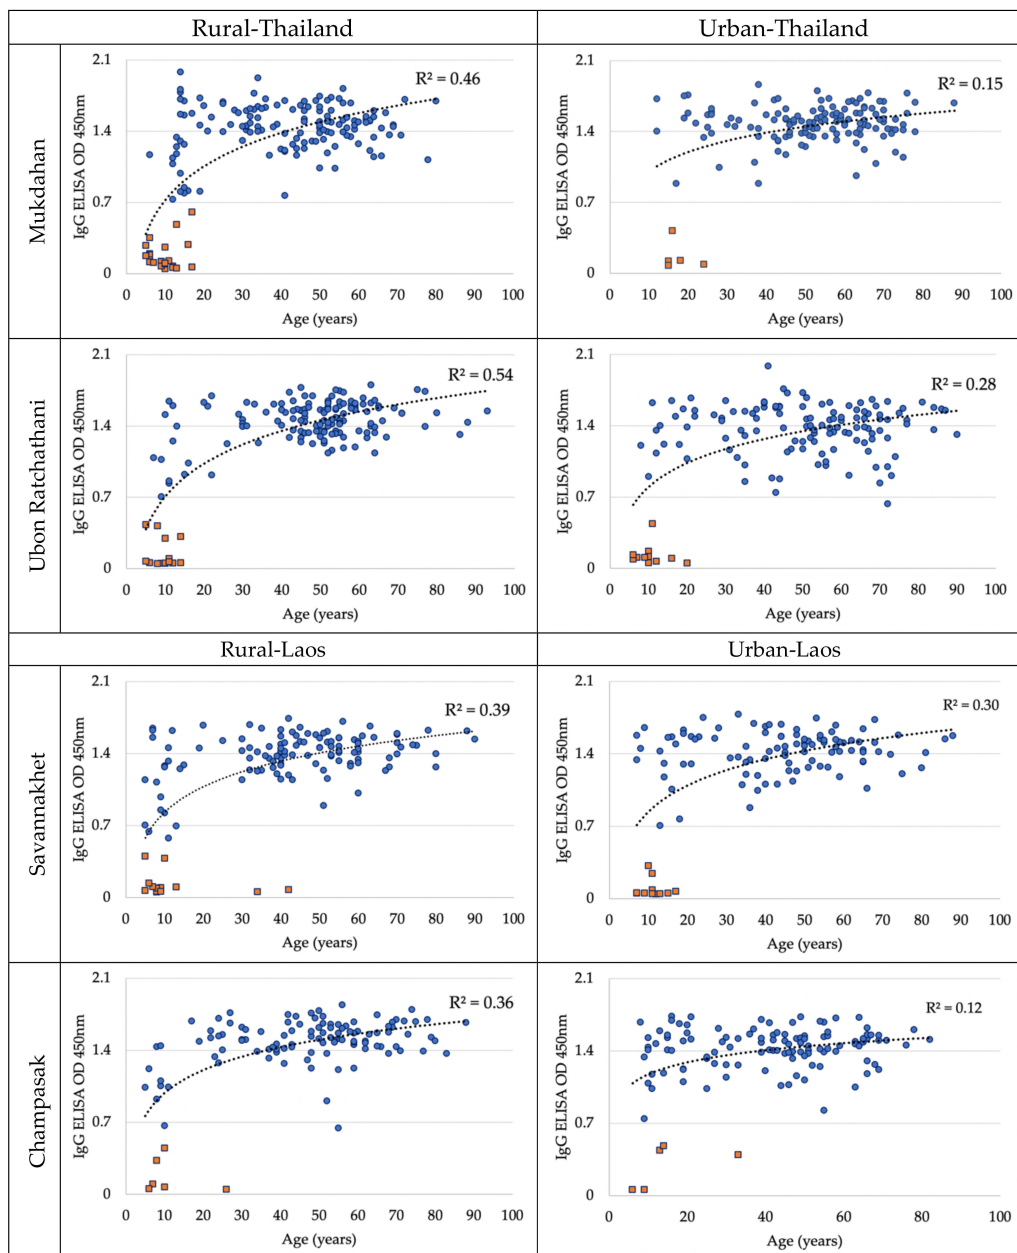 Rural-Thailand
Urban-Thailand
Mukdahan
IgG ELISA OD 450nm
2.1
1.4
0.7
0
R² = 0.46
0 10 20 30 40 50 60 70 80 90 100
Age (years)
IgG ELISA OD 450nm
2.1
1.4
0.7
0
R² = 0.15
0 10 20 30 40 50 60 70 80 90 100
Age (years)
Ubon Ratchathani
IgG ELISA OD 450nm
2.1
1.4
0.7
0
R² = 0.54
0 10 20 30 40 50 60 70 80 90 100
Age (years)
IgG ELISA OD 450nm
2.1
1.4
0.7
0
R² = 0.28
0 10 20 30 40 50 60 70 80 90 100
Age (years)
Rural-Laos
Urban-Laos
Savannakhet
IgG ELISA OD 450nm
2.1
1.4
0.7
0
R² = 0.39
0 10 20 30 40 50 60 70 80 90 100
Age (years)
IgG ELISA OD 450nm
2.1
1.4
0.7
0
R² = 0.30
0 10 20 30 40 50 60 70 80 90 100
Age (years)
Champasak
IgG ELISA OD 450nm
2.1
1.4
0.7
0
R² = 0.36
0 10 20 30 40 50 60 70 80 90 100
Age (years)
IgG ELISA OD 450nm
2.1
1.4
0.7
0
R² = 0.12
0 10 20 30 40 50 60 70 80 90 100
Age (years)